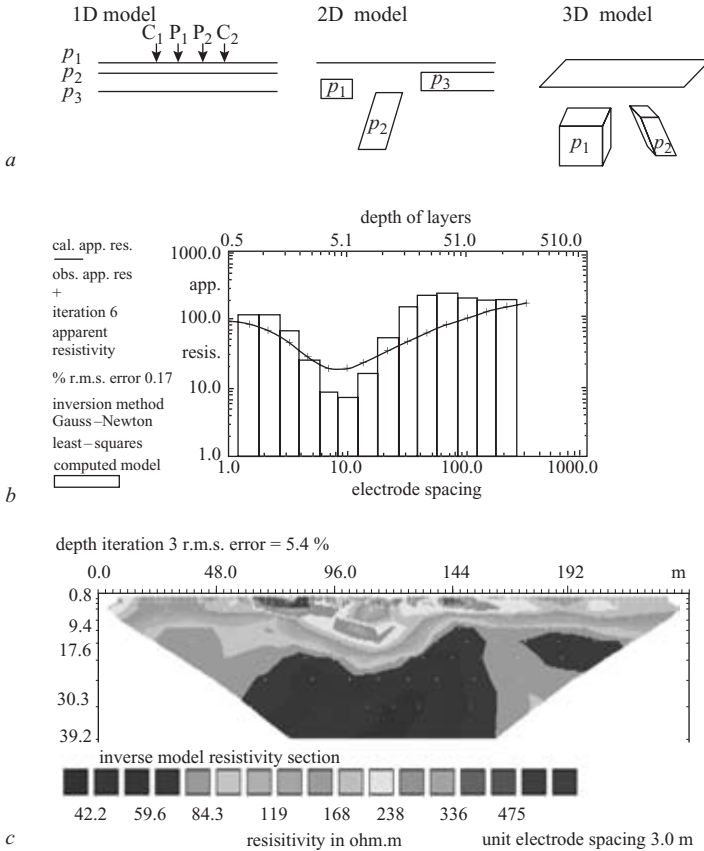 1D model 2D model 3D model
C1 P1 P2 C2
p1
p2
p3
p1
p2
p3
p1
p2
a
depth of layers
0.5 5.1 51.0 510.0
cal. app. res.
obs. app. res
+
iteration 6
apparent
resistivity
% r.m.s. error 0.17
inversion method
Gauss–Newton
least–squares
computed model
1000.0
app.
100.0
resis.
10.0
1.0
1.0 10.0 100.0 1000.0
electrode spacing
b
depth iteration 3 r.m.s. error = 5.4 %
0.0 48.0 96.0 144 192 m
0.8
9.4
17.6
30.3
39.2
inverse model resistivity section
42.2 59.6 84.3 119 168 238 336 475
resisitivity in ohm.m unit electrode spacing 3.0 m
c